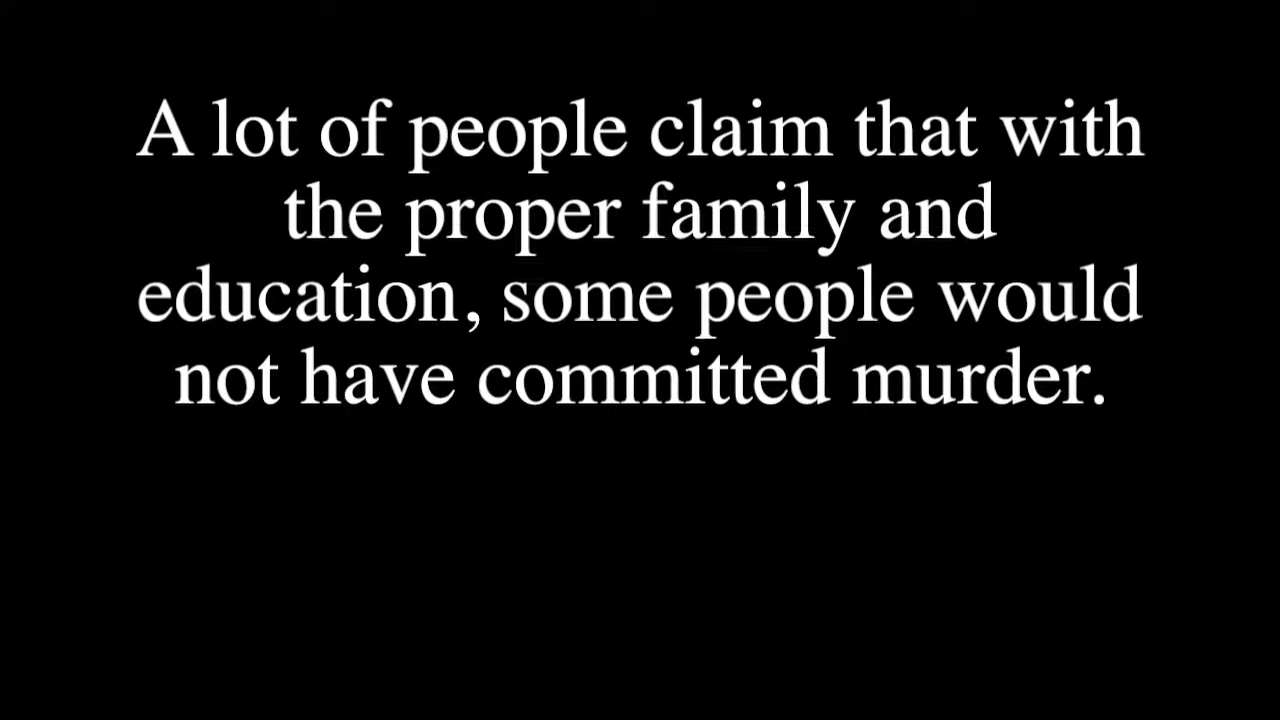 A lot of people claim that with
the proper family and
education, some people would
not have committed murder.